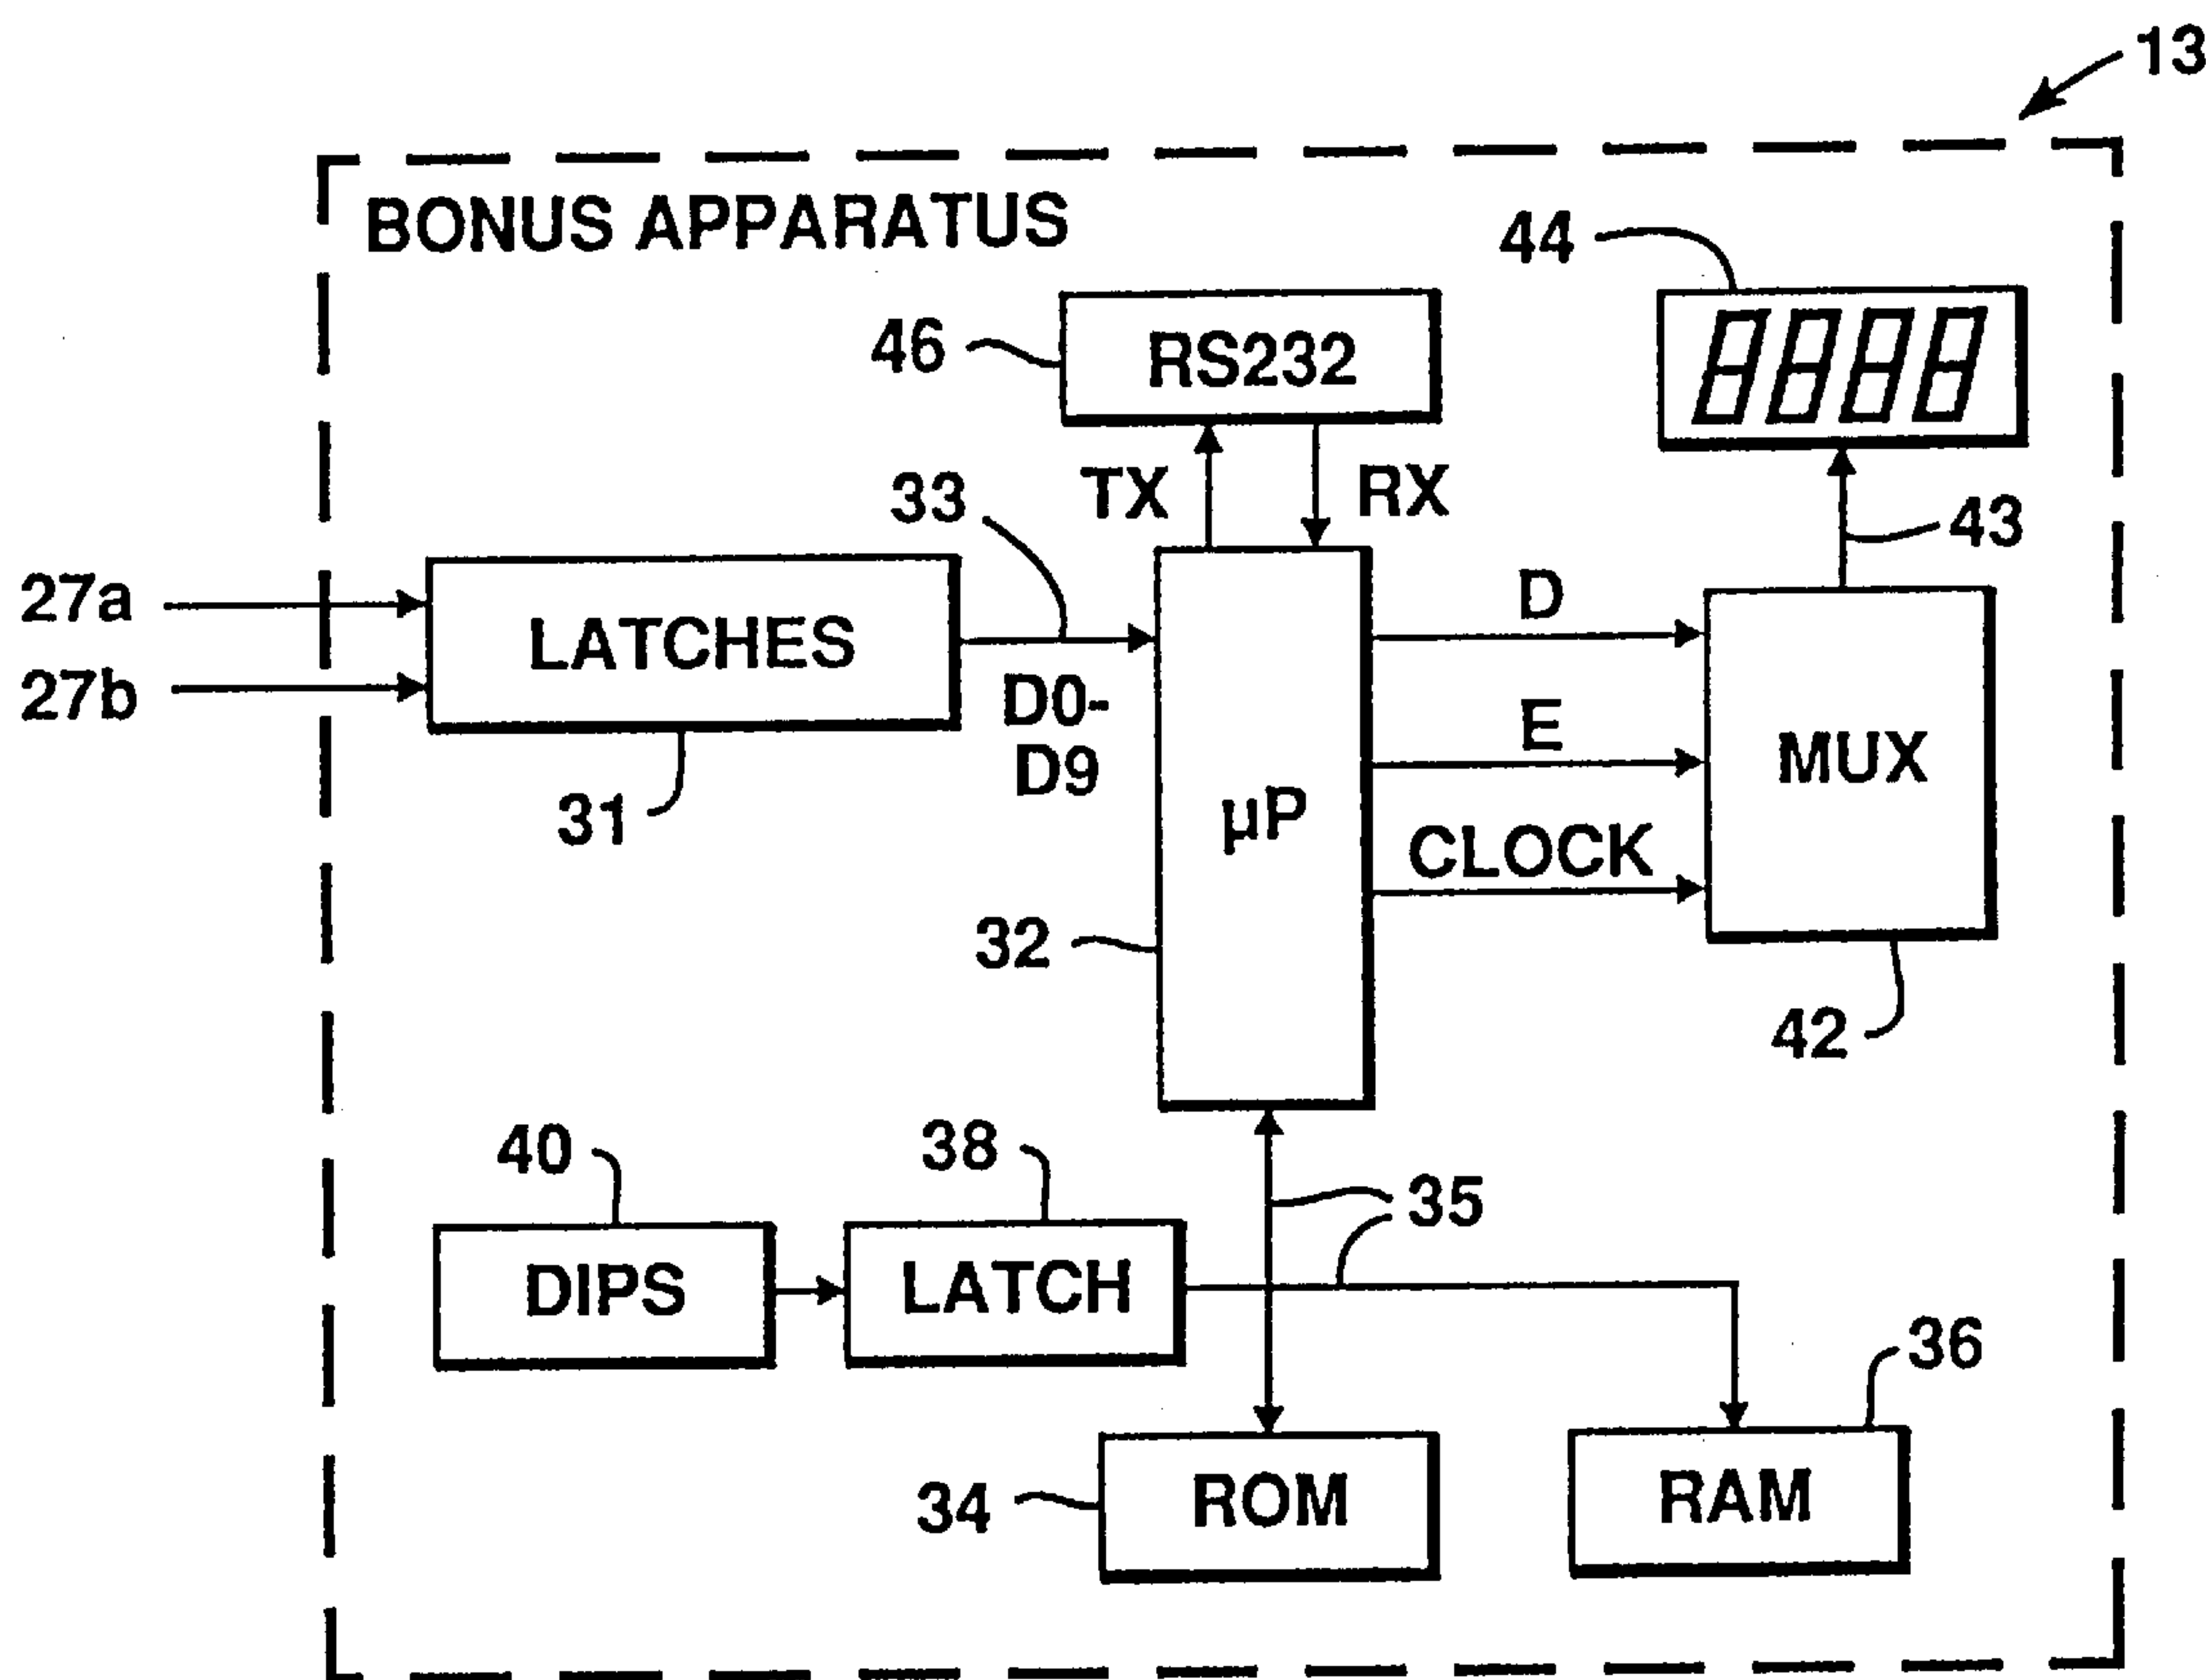 13
BONUS APPARATUS
44
8888
46
RS232
33
TX
RX
43
27a
LATCHES
D
27b
D0-
D9
E
MUX
31
µP
CLOCK
32
42
40
38
35
DIPS
LATCH
36
34
ROM
RAM